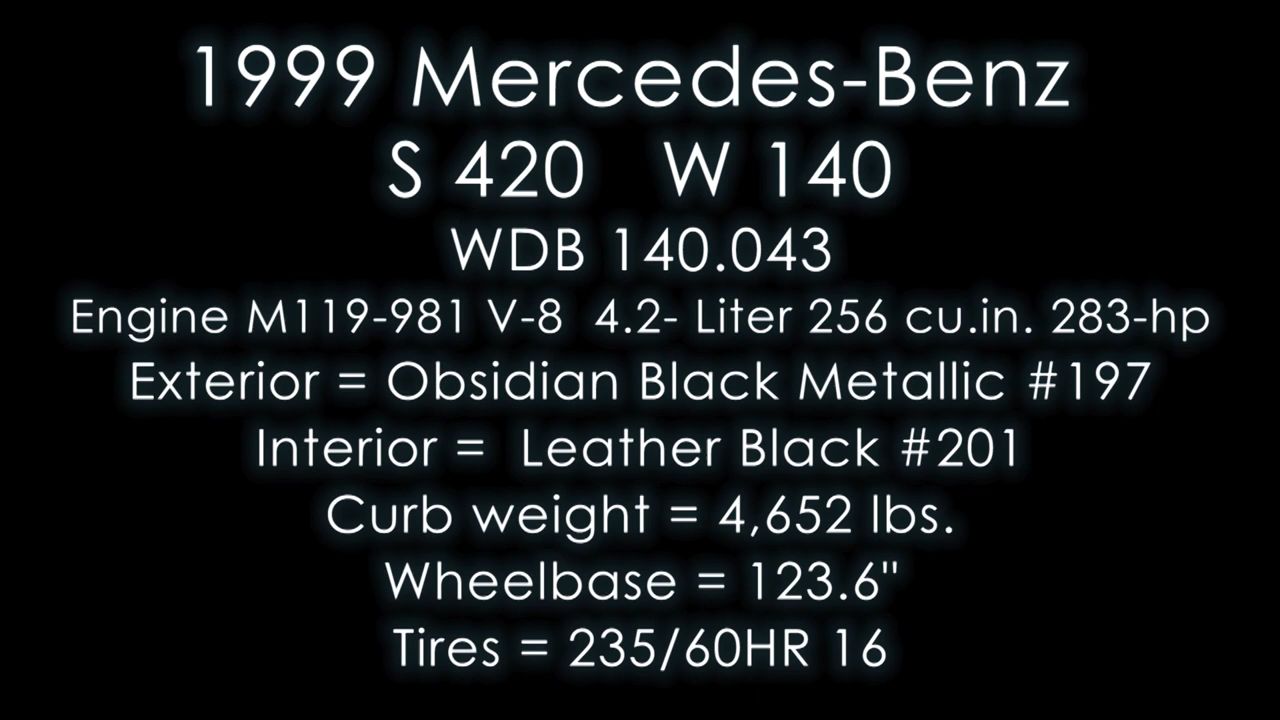 1999 Mercedes-Benz
S 420 W 140
WDB 140.043
Engine M119-981 V-8 4.2- Liter 256 cu.in. 283-hp
Exterior = Obsidian Black Metallic #197
Interior = Leather Black #201
Curb weight = 4,652 lbs.
Wheelbase = 123.6"
Tires = 235/60HR 16